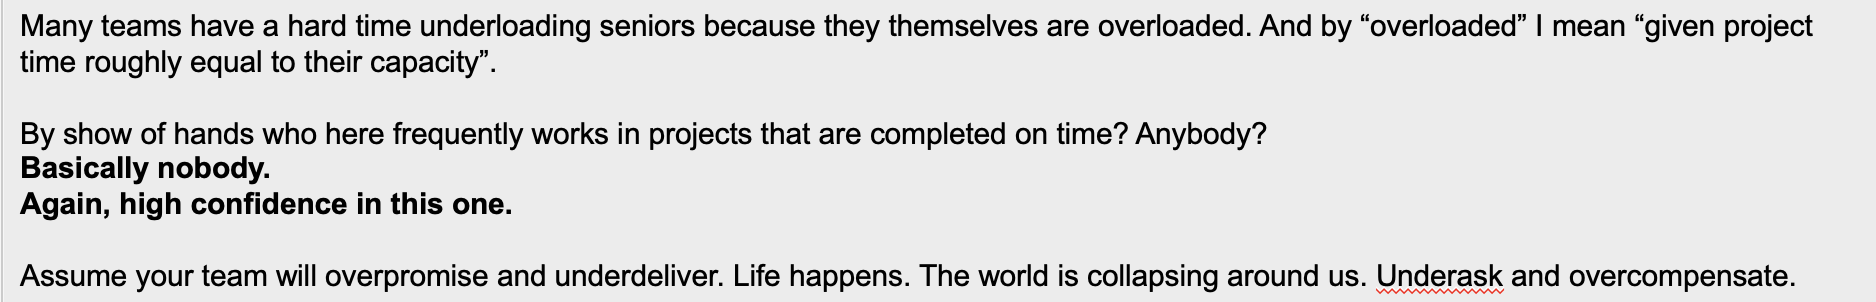 Many teams have a hard time underloading seniors because they themselves are overloaded. And by “overloaded” I mean “given project
time roughly equal to their capacity”.
By show of hands who here frequently works in projects that are completed on time? Anybody?
Basically nobody.
Again, high confidence in this one.
Assume your team will overpromise and underdeliver. Life happens. The world is collapsing around us. Underask and overcompensate.